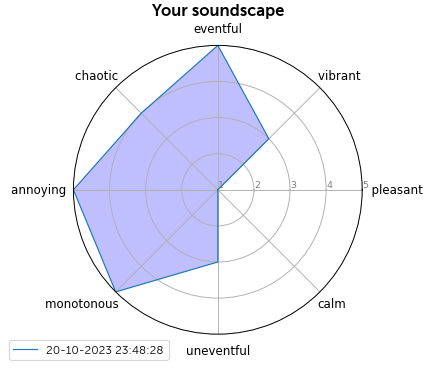 Your soundscape
eventful
chaotic
vibrant
annoying
1 2 3 4 5
pleasant
monotonous
calm
uneventful
20-10-2023 23:48:28